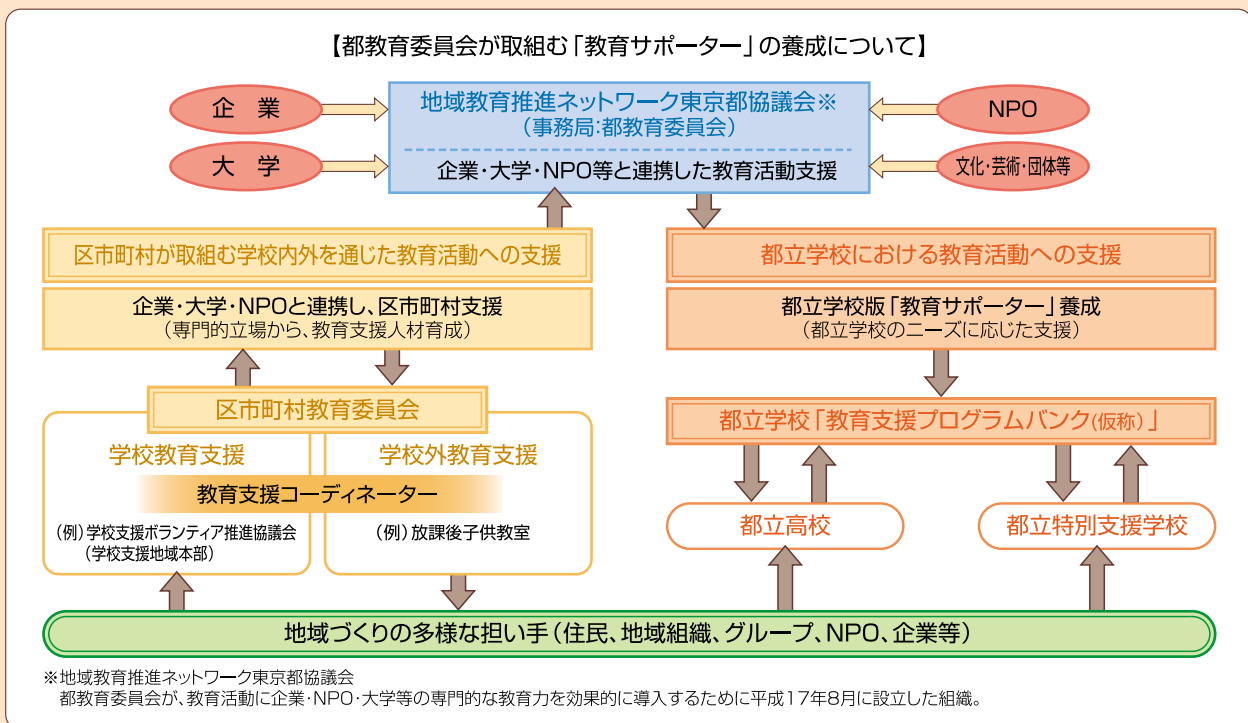 【都教育委員会が取組む「教育サポーター」の養成について】
企　業
大　学
地域教育推進ネットワーク東京都協議会※
（事務局：都教育委員会）
企業・大学・NPO等と連携した教育活動支援
NPO
文化・芸術・団体等
区市町村が取組む学校内外を通じた教育活動への支援
企業・大学・NPOと連携し、区市町村支援
（専門的立場から、教育支援人材育成）
区市町村教育委員会
学校教育支援
学校外教育支援
教育支援コーディネーター
（例）学校支援ボランティア推進協議会
（学校支援地域本部）
（例）放課後子供教室
都立学校における教育活動への支援
都立学校版「教育サポーター」養成
（都立学校のニーズに応じた支援）
都立学校「教育支援プログラムバンク（仮称）」
都立高校
都立特別支援学校
地域づくりの多様な担い手（住民、地域組織、グループ、NPO、企業等）
※地域教育推進ネットワーク東京都協議会
都教育委員会が、教育活動に企業・NPO・大学等の専門的な教育力を効果的に導入するために平成17年8月に設立した組織。